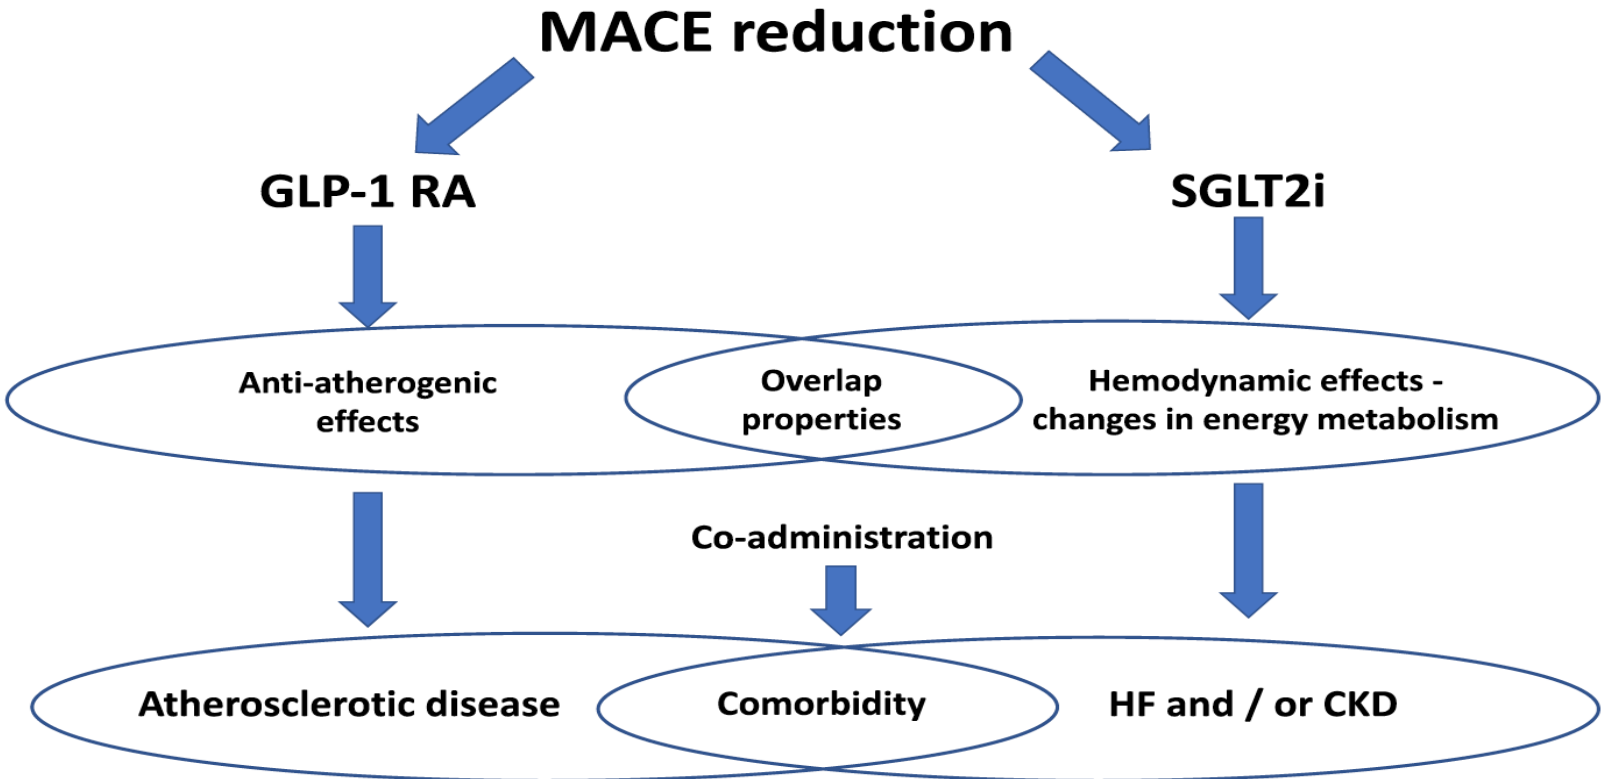 MACE reduction
GLP-1 RA
SGLT2i
Anti-atherogenic
effects
Overlap
properties
Hemodynamic effects -
changes in energy metabolism
Co-administration
Atherosclerotic disease
Comorbidity
HF and / or CKD